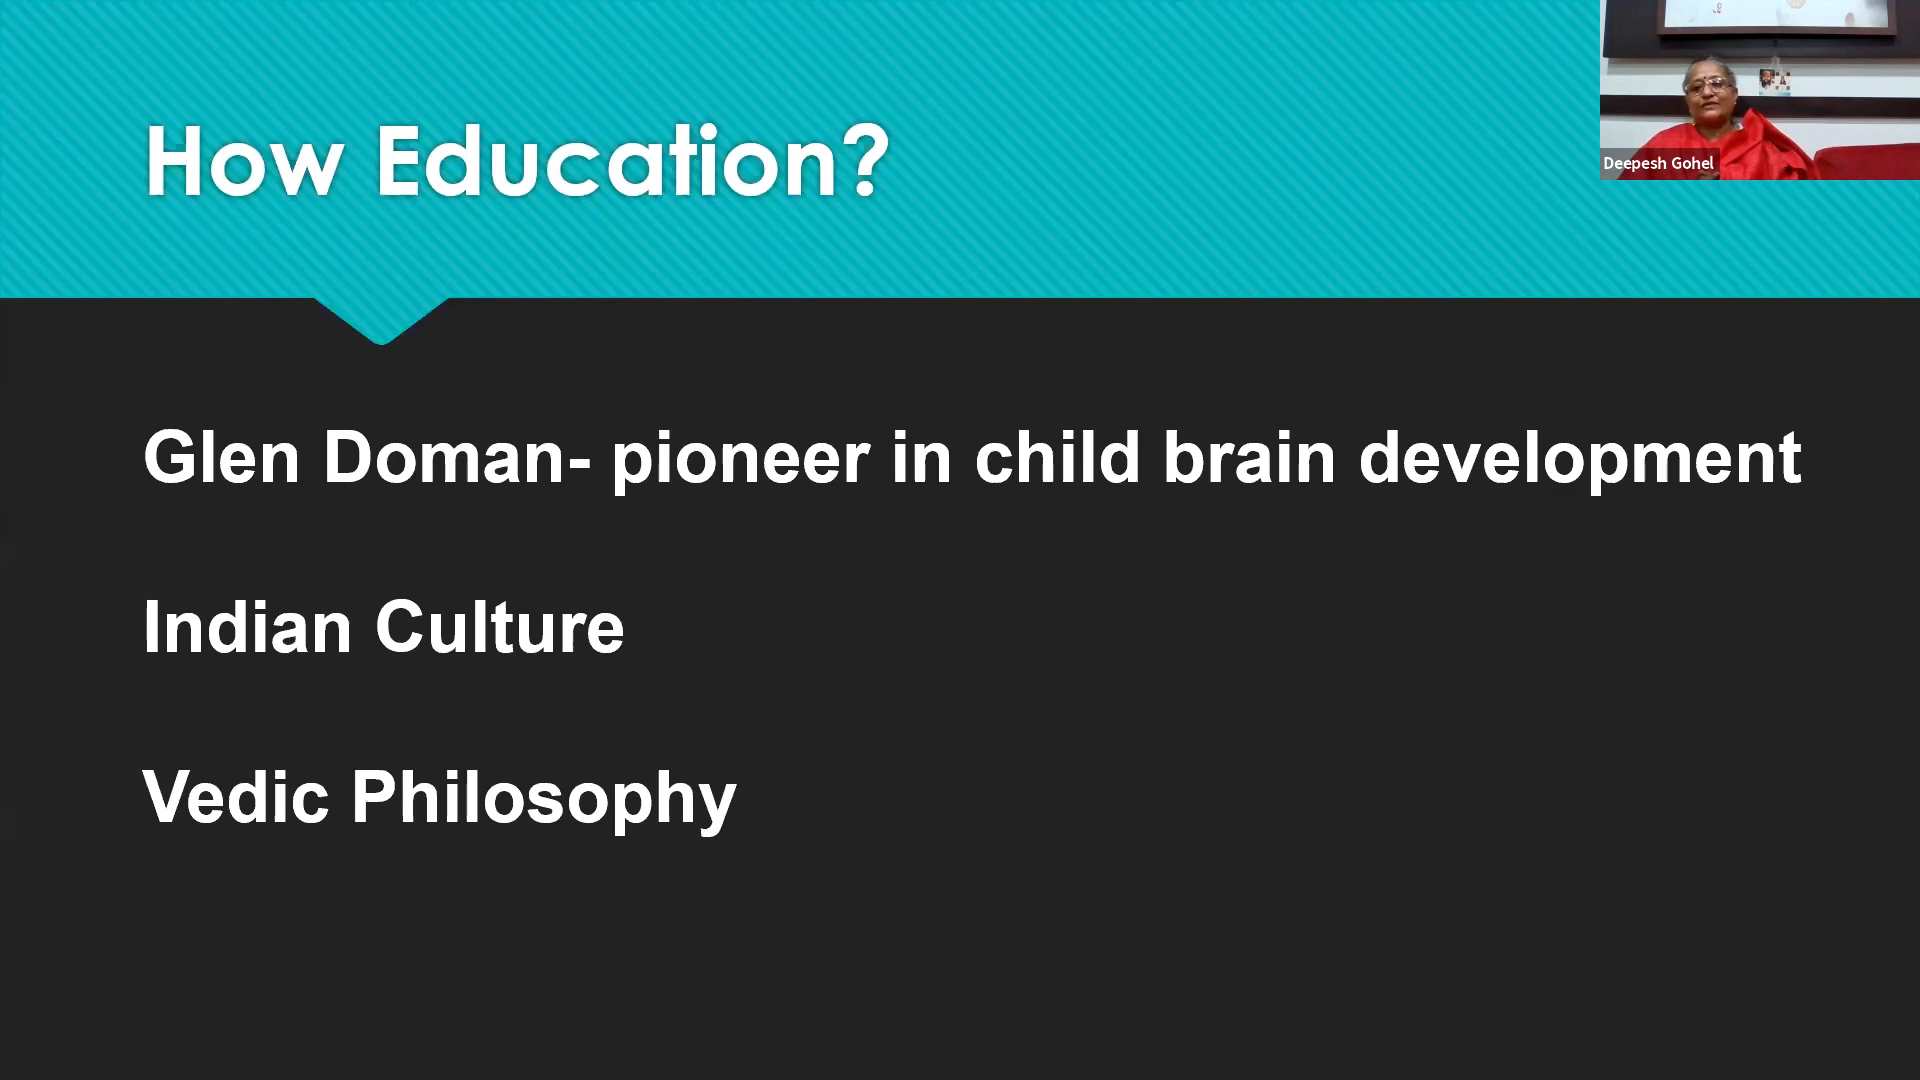 How Education?
Deepesh Gohel
Glen Doman- pioneer in child brain development
Indian Culture
Vedic Philosophy